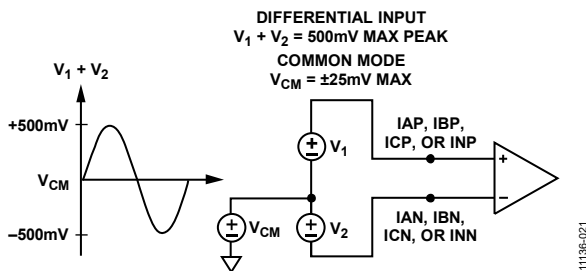 DIFFERENTIAL INPUT
V1 + V2 = 500mV MAX PEAK
COMMON MODE
VCM = ±25mV MAX
V1 + V2
+500mV
VCM
–500mV
V1
VCM
V2
IAP, IBP,
ICP, OR INP
+
–
IAN, IBN,
ICN, OR INN
11136-021